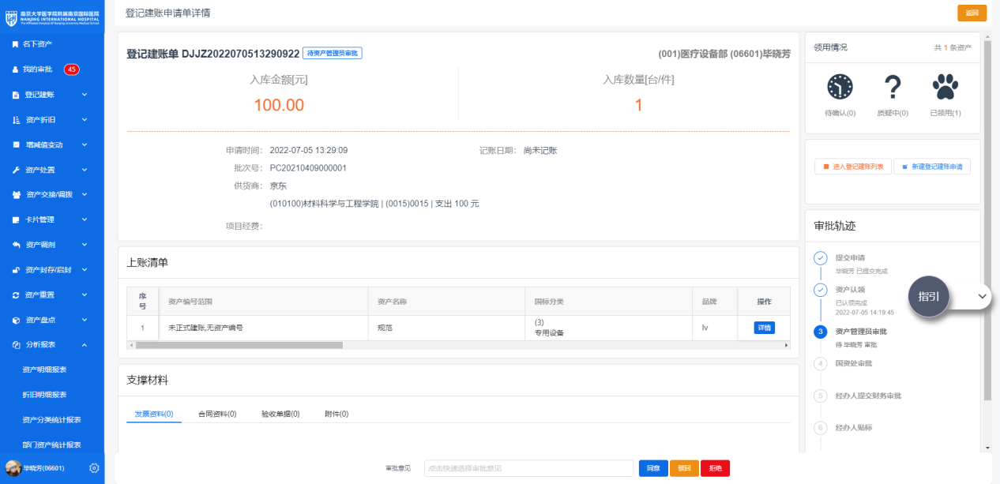 南京大学医学院附属南京国际医院
NANJING INTERNATIONAL HOSPITAL
The Affiliated Hospital Of Nanjing University Medical School
名下资产
我的审批 45
登记建账
资产折旧
增减值变动
资产处置
资产交接/调拨
卡片管理
资产调剂
资产封存/启封
资产重置
资产盘点
分析报表
资产明细报表
折旧明细报表
资产分类统计报表
部门资产统计报表
毕晓芳(06601)
登记建账申请单详情
返回
登记建账单 DJJZ2022070513290922 待资产管理员审批
(001)医疗设备部 (06601)毕晓芳
入库金额[元]
100.00
入库数量[台/件]
1
申请时间: 2022-07-05 13:29:09
记账日期: 尚未记账
批次号: PC20210409000001
供货商: 京东
(010100)材料科学与工程学院 | (0015)0015 | 支出 100 元
项目经费:
上账清单
序号 资产编号范围 资产名称 国标分类 品牌 操作
1 未正式建账,无资产编号 规范 (3) 专用设备 lv 详情
支撑材料
发票资料(0) 合同资料(0) 验收单据(0) 附件(0)
审批意见 点击快速选择审批意见 同意 驳回 拒绝
领用情况 共 1 条资产
待确认(0) 质疑中(0) 已领用(1)
进入登记建账列表 新建登记建账申请
审批轨迹
提交申请
毕晓芳 已提交完成
资产认领
已认领完成
2022-07-05 14:19:45
3 资产管理员审批
待 毕晓芳 审批
4 国资处审批
5 经办人提交财务审批
6 经办人贴标
指引